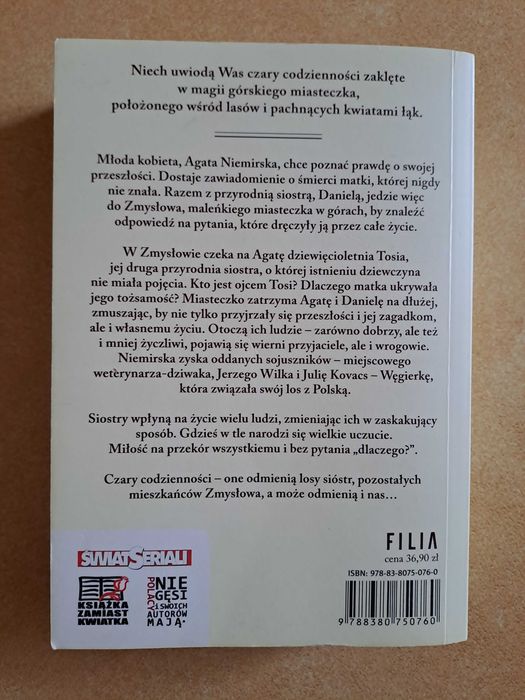 Niech uwiodą Was czary codzienności zaklęte
w magii górskiego miasteczka,
położonego wśród lasów i pachnących kwiatami łąk.
Młoda kobieta, Agata Niemirska, chce poznać prawdę o swojej
przeszłości. Dostaje zawiadomienie o śmierci matki, której nigdy
nie znała. Razem z przyrodnią siostrą, Danielą, jedzie więc
do Zmysłowa, maleńkiego miasteczka w górach, by znaleźć
odpowiedź na pytania, które dręczyły ją przez całe życie.
W Zmysłowie czeka na Agatę dziewięcioletnia Tosia,
jej druga przyrodnia siostra, o której istnieniu dziewczyna
nie miała pojęcia. Kto jest ojcem Tosi? Dlaczego matka ukrywała
jego tożsamość? Miasteczko zatrzyma Agatę i Danielę na dłużej,
zmuszając, by nie tylko przyjrzały się przeszłości i jej zagadkom,
ale i własnemu życiu. Otoczą ich ludzie – zarówno dobrzy, ale też
i mniej życzliwi, pojawią się wierni przyjaciele, ale i wrogowie.
Niemirska zyska oddanych sojuszników – miejscowego
weterynarza-dziwaka, Jerzego Wilka i Julię Kovacs – Węgierkę,
która związała swój los z Polską.
Siostry wpłyną na życie wielu ludzi, zmieniając ich w zaskakujący
sposób. Gdzieś w tle narodzi się wielkie uczucie.
Miłość na przekór wszystkiemu i bez pytania „dlaczego?”.
Czary codzienności – one odmienią losy sióstr, pozostałych
mieszkańców Zmysłowa, a może odmienią i nas…
ŚWIAT SERIALI
KSIĄŻKA
ZAMIAST
KWIATKA
POLACY
NIE
GĘSI
I SWOICH
AUTORÓW
MAJĄ.
FILIA
cena 36,90 zł
ISBN: 978-83-8075-076-0
9 788380 750760